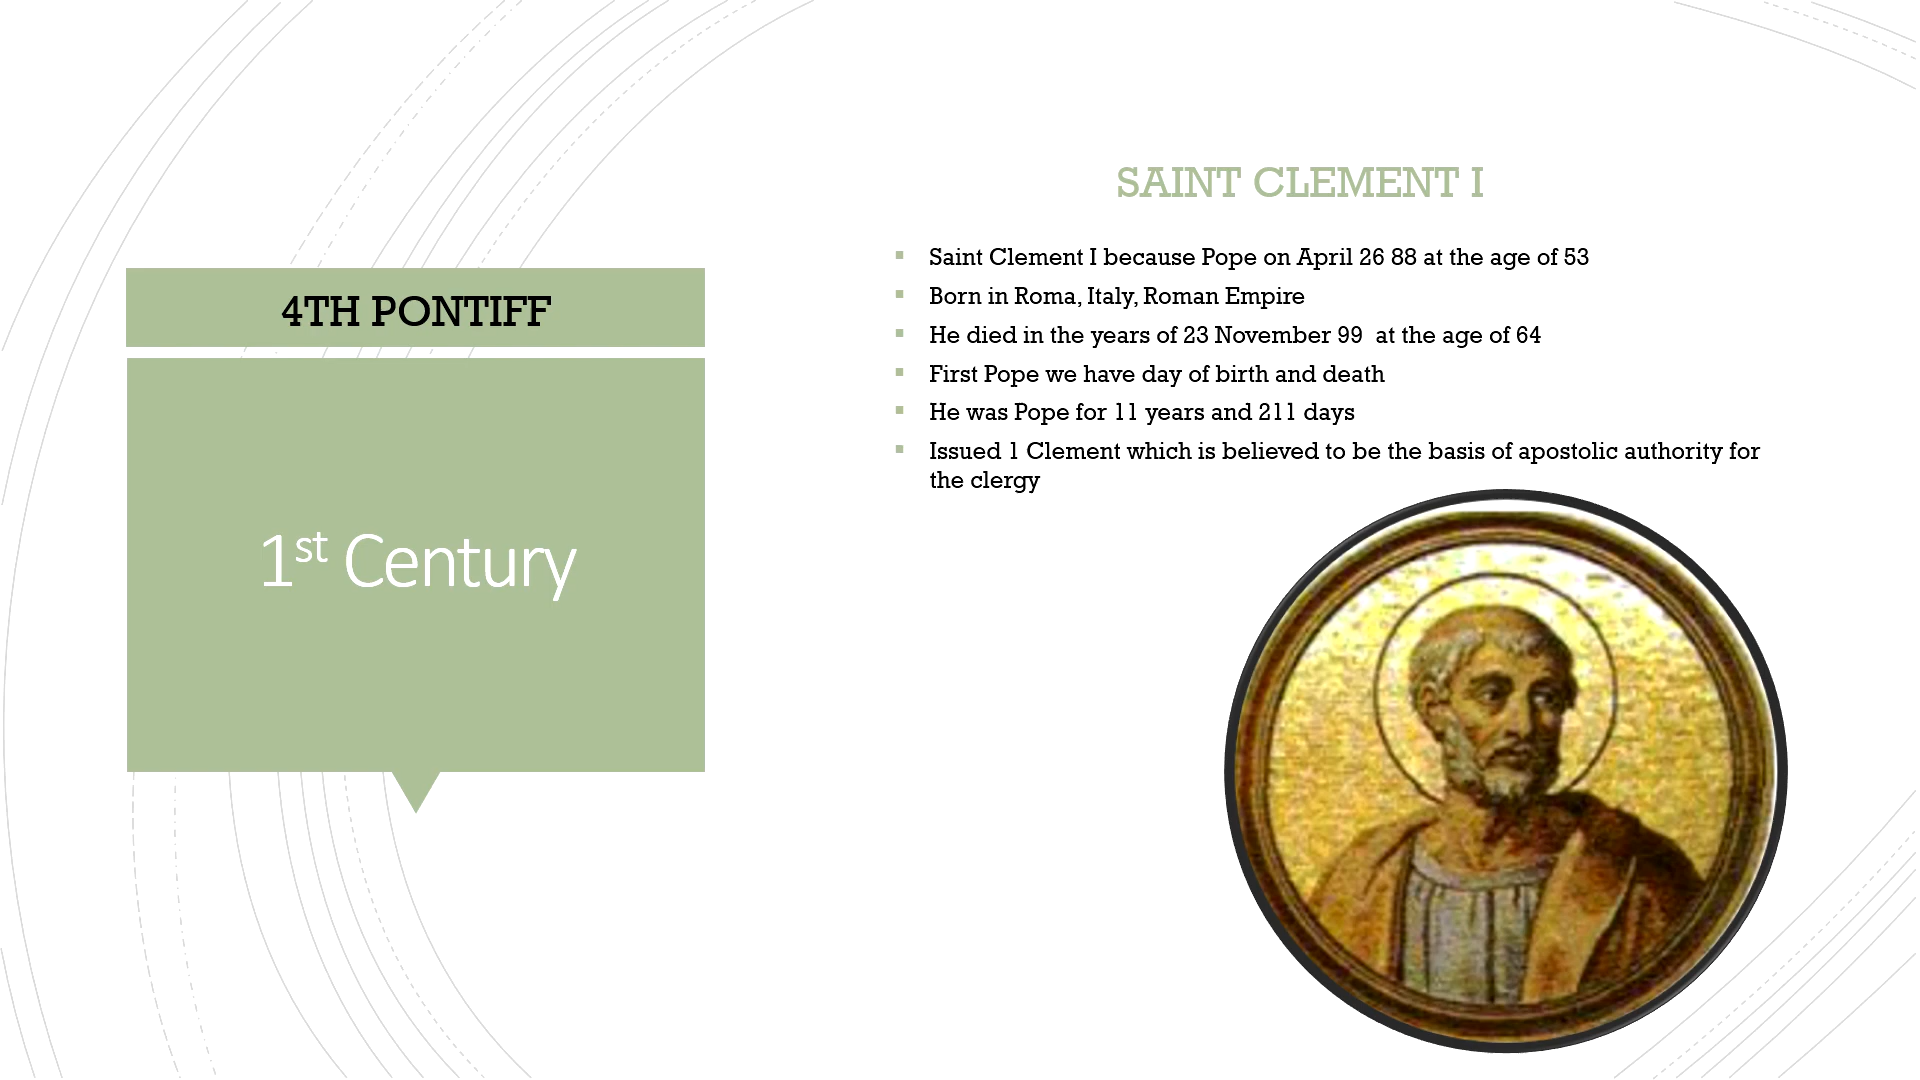 4TH PONTIFF
1st Century
SAINT CLEMENT I
Saint Clement I because Pope on April 26 88 at the age of 53
Born in Roma, Italy, Roman Empire
He died in the years of 23 November 99  at the age of 64
First Pope we have day of birth and death
He was Pope for 11 years and 211 days
Issued 1 Clement which is believed to be the basis of apostolic authority for
the clergy